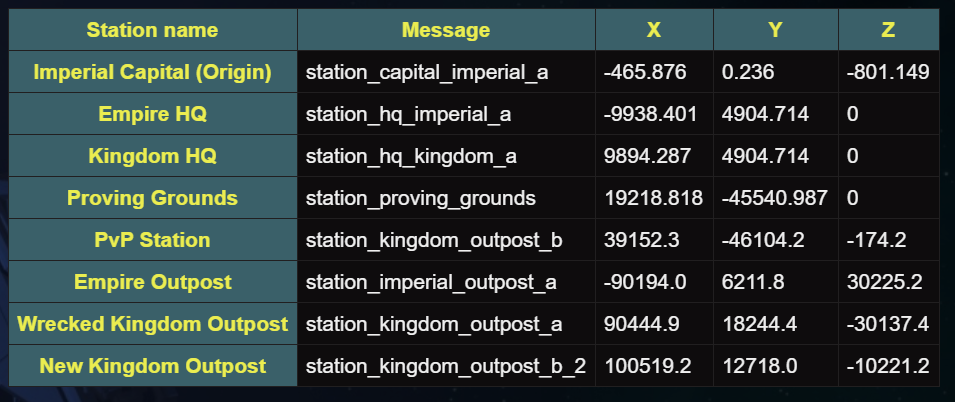 Station name Message X Y Z
Imperial Capital (Origin) station_capital_imperial_a -465.876 0.236 -801.149
Empire HQ station_hq_imperial_a -9938.401 4904.714 0
Kingdom HQ station_hq_kingdom_a 9894.287 4904.714 0
Proving Grounds station_proving_grounds 19218.818 -45540.987 0
PvP Station station_kingdom_outpost_b 39152.3 -46104.2 -174.2
Empire Outpost station_imperial_outpost_a -90194.0 6211.8 30225.2
Wrecked Kingdom Outpost station_kingdom_outpost_a 90444.9 18244.4 -30137.4
New Kingdom Outpost station_kingdom_outpost_b_2 100519.2 12718.0 -10221.2